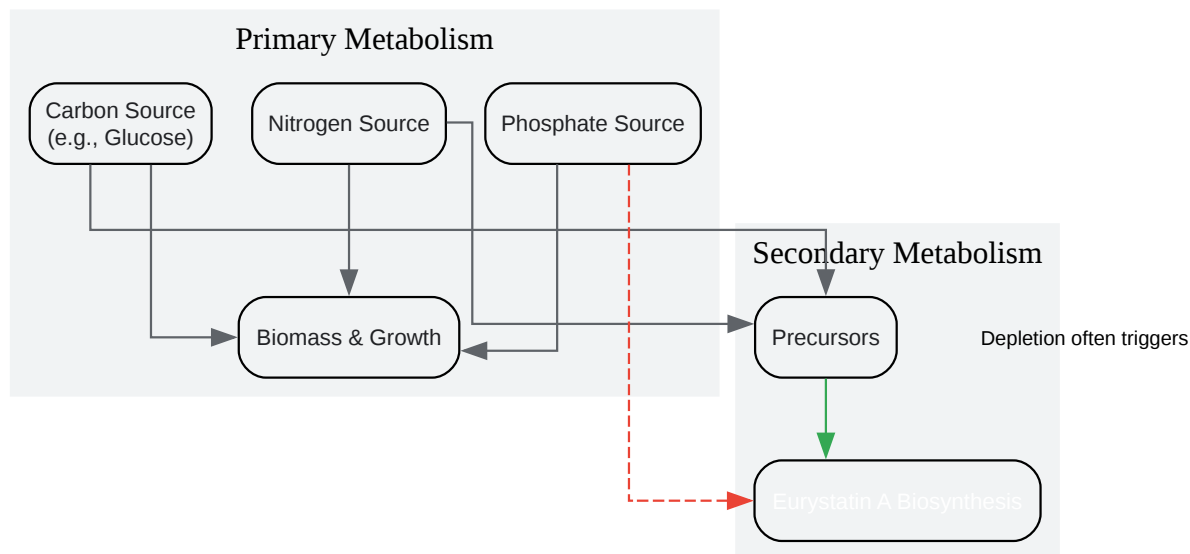 Primary Metabolism
Carbon Source
(e.g., Glucose)
Nitrogen Source
Phosphate Source
Secondary Metabolism
Biomass & Growth
Precursors
Depletion often triggers
Eurystatin A Biosynthesis